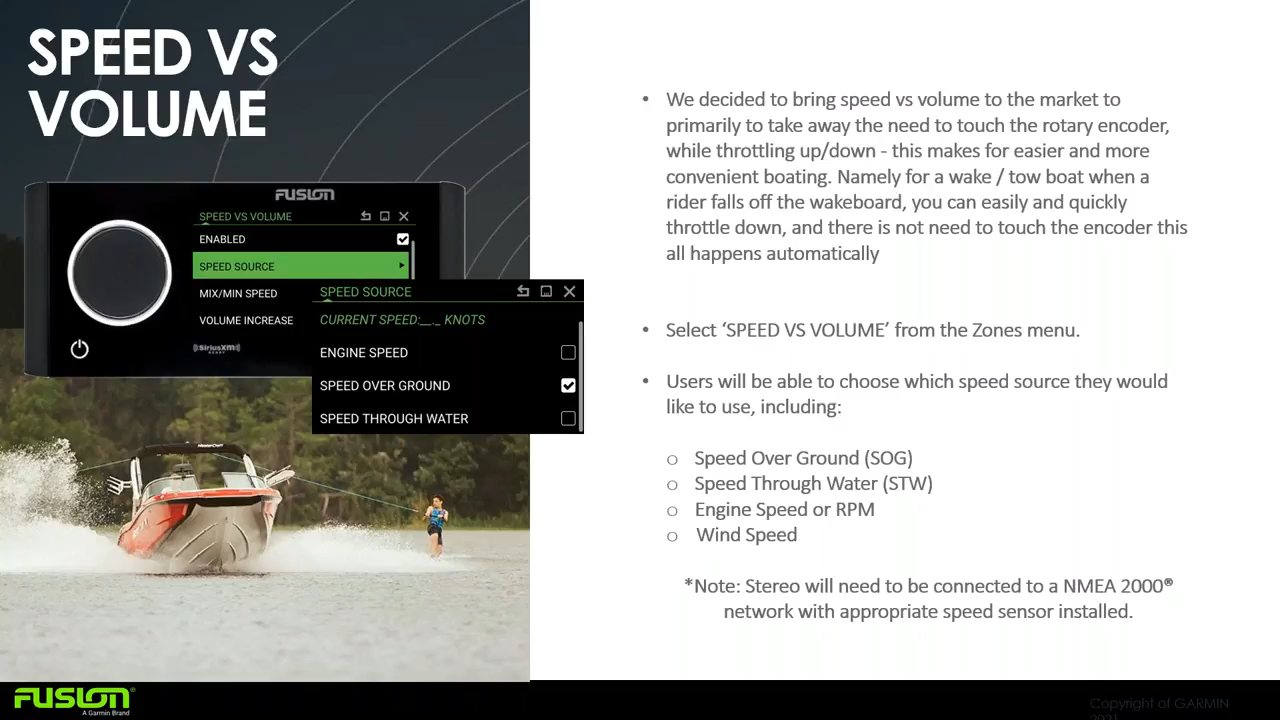 SPEED VS
VOLUME
FUSION
SPEED VS VOLUME
ENABLED
SPEED SOURCE
MIX/MIN SPEED
VOLUME INCREASE
((SiriusXM))
READY
SPEED SOURCE
CURRENT SPEED:__._ KNOTS
ENGINE SPEED
SPEED OVER GROUND
SPEED THROUGH WATER
MasterCraft
• We decided to bring speed vs volume to the market to
primarily to take away the need to touch the rotary encoder,
while throttling up/down - this makes for easier and more
convenient boating. Namely for a wake / tow boat when a
rider falls off the wakeboard, you can easily and quickly
throttle down, and there is not need to touch the encoder this
all happens automatically
• Select ‘SPEED VS VOLUME’ from the Zones menu.
• Users will be able to choose which speed source they would
like to use, including:
o Speed Over Ground (SOG)
o Speed Through Water (STW)
o Engine Speed or RPM
o Wind Speed
*Note: Stereo will need to be connected to a NMEA 2000®
network with appropriate speed sensor installed.
FUSION®
A Garmin Brand
Copyright of GARMIN
2021